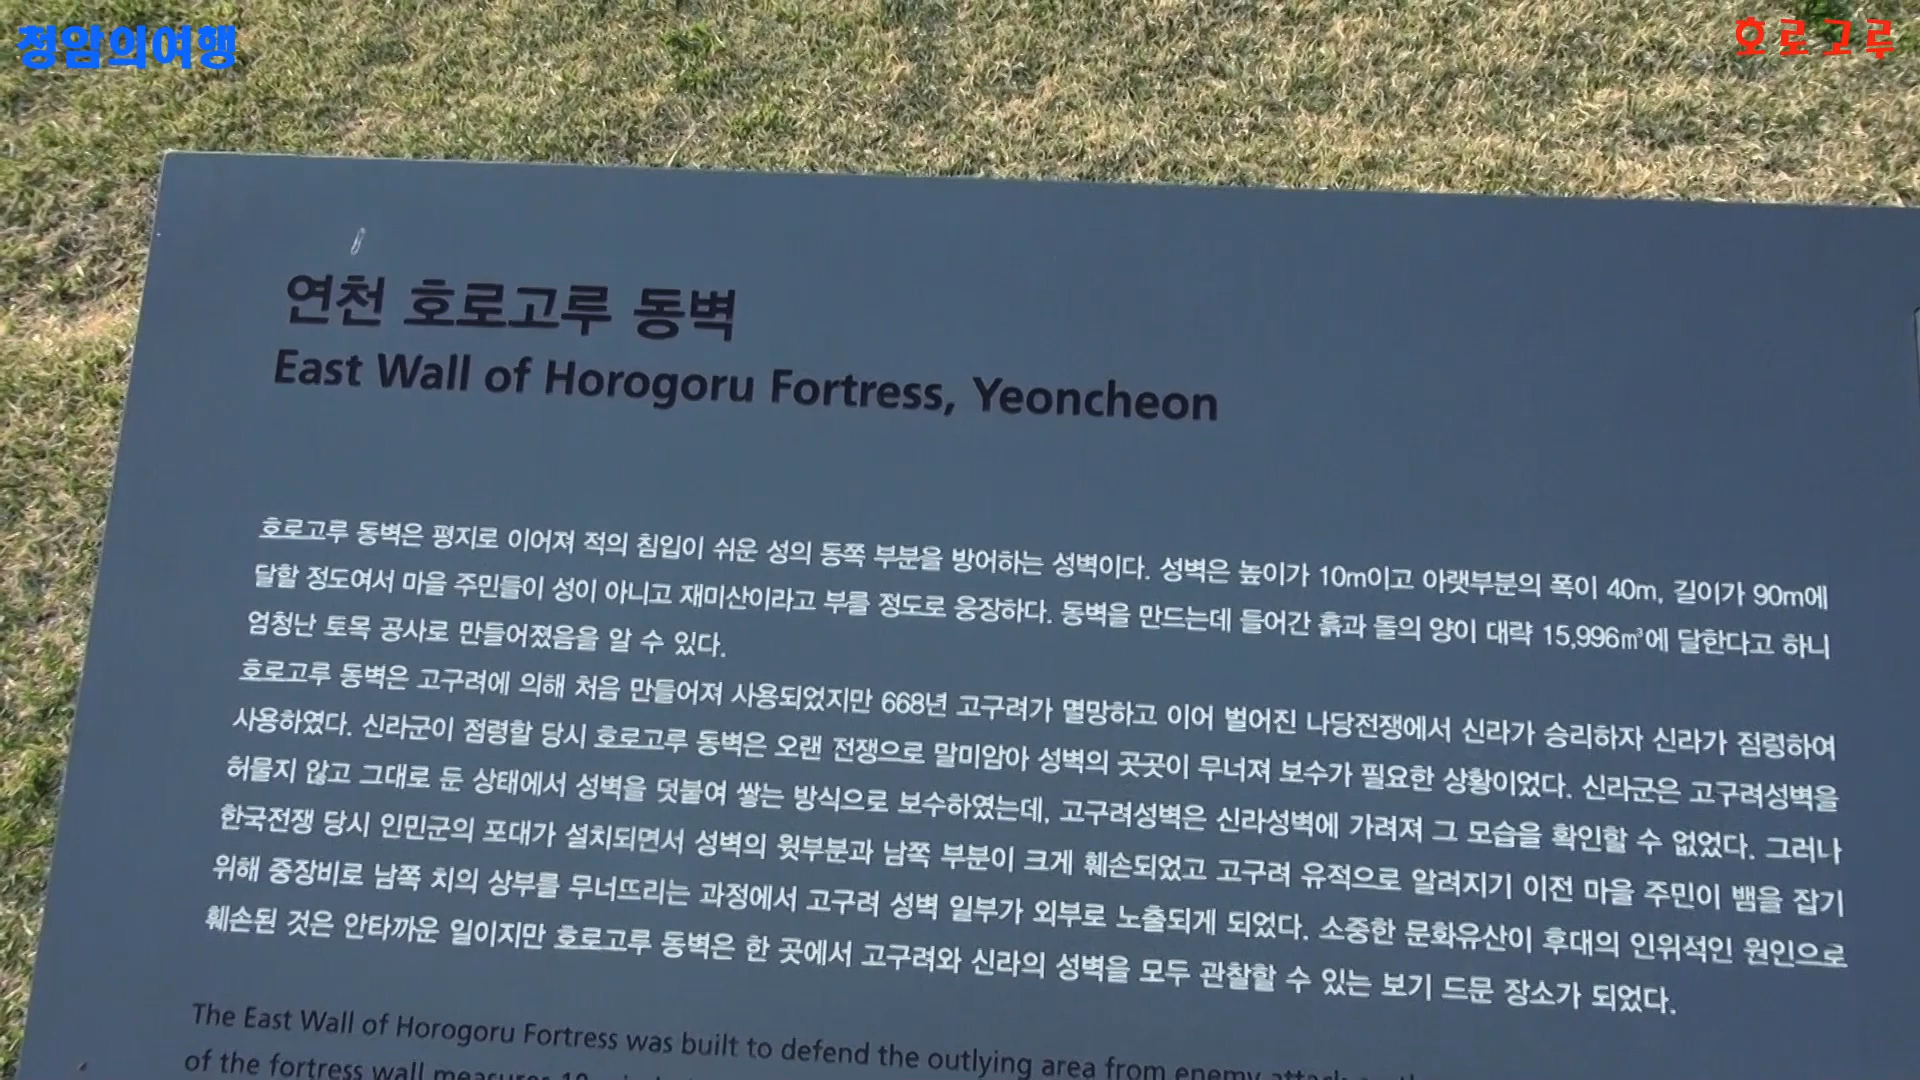 정암의여행
호로고루
연천 호로고루 동벽
East Wall of Horogoru Fortress, Yeoncheon
호로고루 동벽은 평지로 이어져 적의 침입이 쉬운 성의 동쪽 부분을 방어하는 성벽이다. 성벽은 높이가 10m이고 아랫부분의 폭이 40m, 길이가 90m에
달할 정도여서 마을 주민들이 성이 아니고 재미산이라고 부를 정도로 웅장하다. 동벽을 만드는데 들어간 흙과 돌의 양이 대략 15,996㎥에 달한다고 하니
엄청난 토목 공사로 만들어졌음을 알 수 있다.
호로고루 동벽은 고구려에 의해 처음 만들어져 사용되었지만 668년 고구려가 멸망하고 이어 벌어진 나당전쟁에서 신라가 승리하자 신라가 점령하여
사용하였다. 신라군이 점령할 당시 호로고루 동벽은 오랜 전쟁으로 말미암아 성벽의 곳곳이 무너져 보수가 필요한 상황이었다. 신라군은 고구려성벽을
허물지 않고 그대로 둔 상태에서 성벽을 덧붙여 쌓는 방식으로 보수하였는데, 고구려성벽은 신라성벽에 가려져 그 모습을 확인할 수 없었다. 그러나
한국전쟁 당시 인민군의 포대가 설치되면서 성벽의 윗부분과 남쪽 부분이 크게 훼손되었고 고구려 유적으로 알려지기 이전 마을 주민이 뱀을 잡기
위해 중장비로 남쪽 치의 상부를 무너뜨리는 과정에서 고구려 성벽 일부가 외부로 노출되게 되었다. 소중한 문화유산이 후대의 인위적인 원인으로
훼손된 것은 안타까운 일이지만 호로고루 동벽은 한 곳에서 고구려와 신라의 성벽을 모두 관찰할 수 있는 보기 드문 장소가 되었다.
The East Wall of Horogoru Fortress was built to defend the outlying area from enemy attack
of the fortress wall measures 10